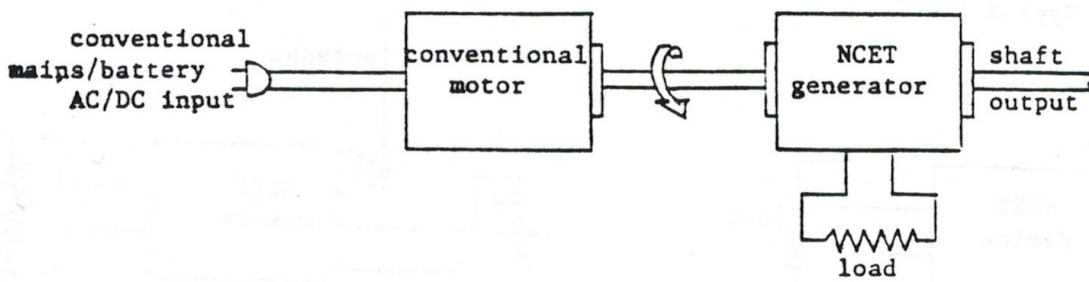 conventional
mains/battery
AC/DC input
conventional
motor
NCET
generator
shaft
output
load